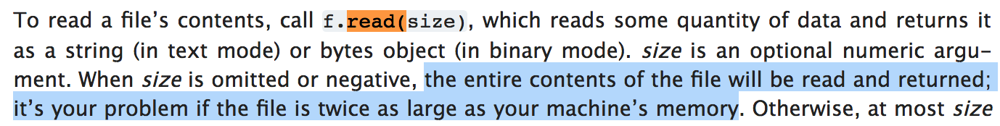 To read a file’s contents, call f.read(size), which reads some quantity of data and returns it
as a string (in text mode) or bytes object (in binary mode). size is an optional numeric argu-
ment. When size is omitted or negative, the entire contents of the file will be read and returned;
it’s your problem if the file is twice as large as your machine’s memory. Otherwise, at most size